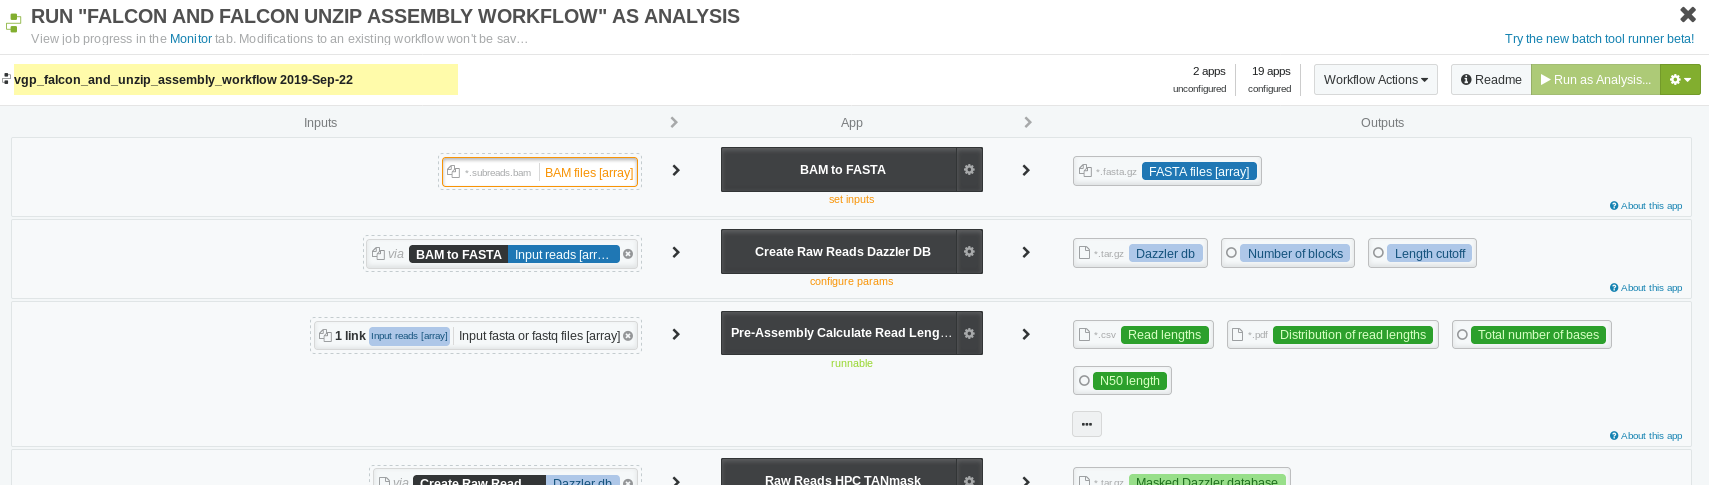 RUN "FALCON AND FALCON UNZIP ASSEMBLY WORKFLOW" AS ANALYSIS
View job progress in the Monitor tab. Modifications to an existing workflow won't be sav…
Try the new batch tool runner beta!
vgp_falcon_and_unzip_assembly_workflow 2019-Sep-22
2 apps
unconfigured
19 apps
configured
Workflow Actions
Readme
Run as Analysis...
Inputs
App
Outputs
*.subreads.bam BAM files [array]
BAM to FASTA
set inputs
*.fasta.gz FASTA files [array]
About this app
via BAM to FASTA Input reads [arr…
Create Raw Reads Dazzler DB
configure params
*.tar.gz Dazzler db
Number of blocks
Length cutoff
About this app
1 link Input reads [array] Input fasta or fastq files [array]
Pre-Assembly Calculate Read Leng…
runnable
*.csv Read lengths
*.pdf Distribution of read lengths
Total number of bases
N50 length
•••
About this app
via Create Raw Read… Dazzler db
Raw Reads HPC TANmask
*.tar.gz Masked Dazzler database